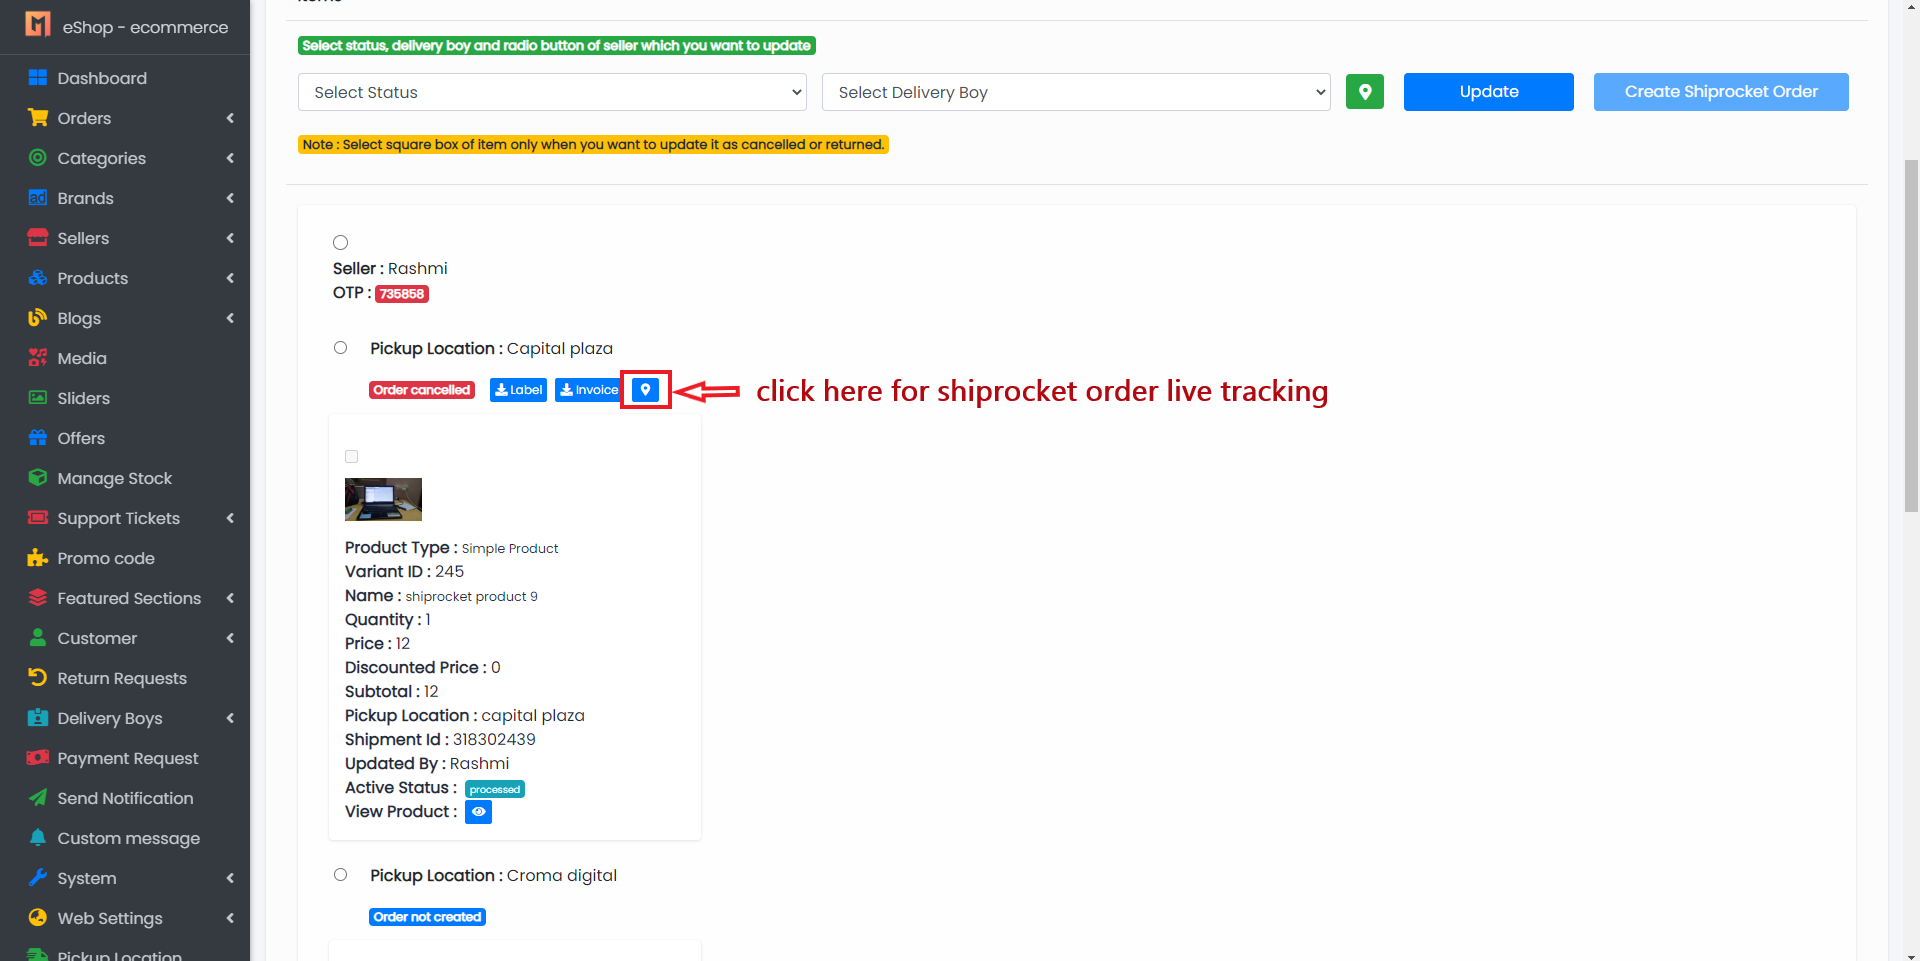 eShop - ecommerce
Dashboard
Orders
Categories
Brands
Sellers
Products
Blogs
Media
Sliders
Offers
Manage Stock
Support Tickets
Promo code
Featured Sections
Customer
Return Requests
Delivery Boys
Payment Request
Send Notification
Custom message
System
Web Settings
Pickup Location
Select status, delivery boy and radio button of seller which you want to update
Select Status
Select Delivery Boy
Update
Create Shiprocket Order
Note : Select square box of item only when you want to update it as cancelled or returned.
Seller : Rashmi
OTP : 735858
Pickup Location : Capital plaza
Order cancelled
Label
Invoice
click here for shiprocket order live tracking
Product Type : Simple Product
Variant ID : 245
Name : shiprocket product 9
Quantity : 1
Price : 12
Discounted Price : 0
Subtotal : 12
Pickup Location : capital plaza
Shipment Id : 318302439
Updated By : Rashmi
Active Status : processed
View Product :
Pickup Location : Croma digital
Order not created